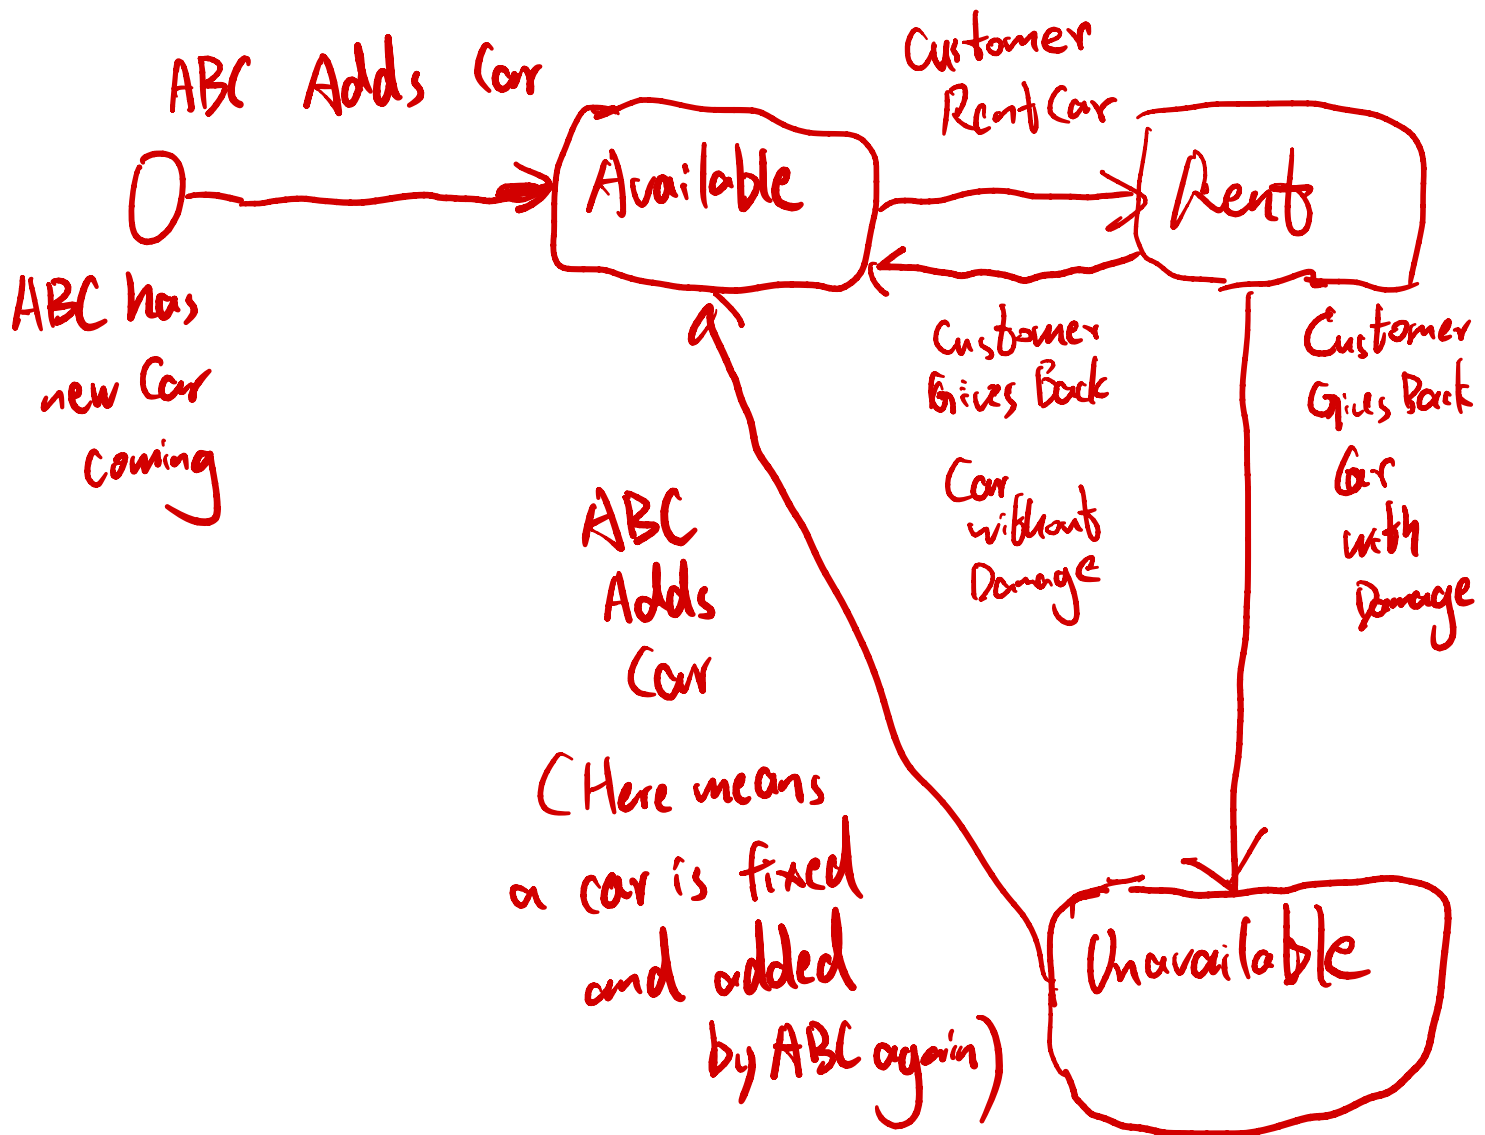 ABC Adds Car
Customer
Rent Car
Available
Rent
ABC has
new Car
coming
Customer
Gives Back
Car
without
Damage
Customer
Gives Back
Car
with
Damage
ABC
Adds
Car
(Here means
a car is fixed
and added
by ABC again)
Unavailable